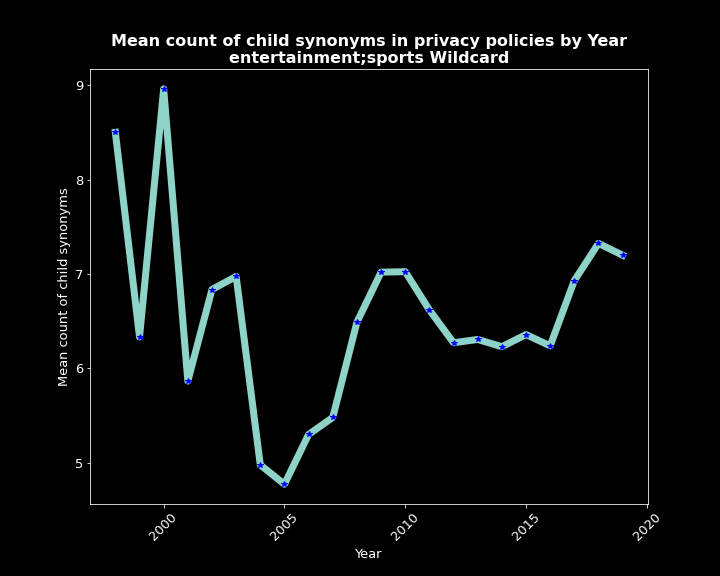 Mean count of child synonyms in privacy policies by Year
entertainment;sports Wildcard
Mean count of child synonyms
9
8
7
6
5
2000
2005
2010
2015
2020
Year